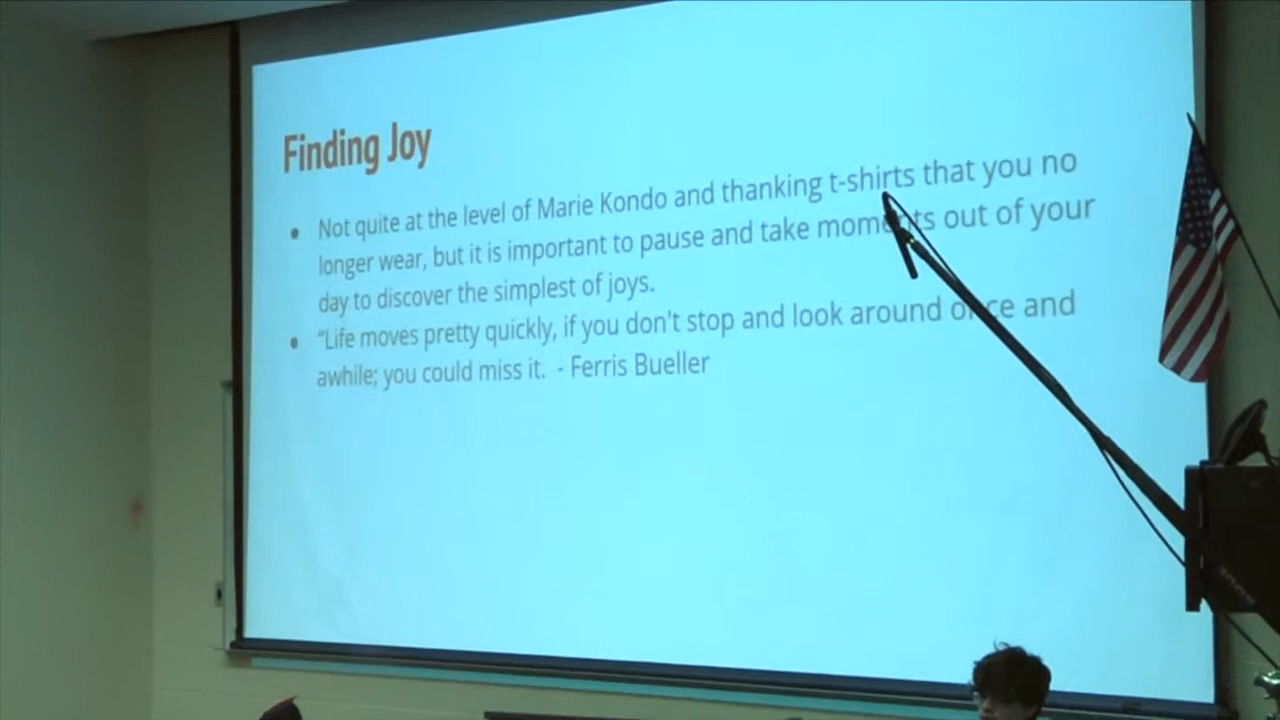 Finding Joy
• Not quite at the level of Marie Kondo and thanking t-shirts that you no
longer wear, but it is important to pause and take moments out of your
day to discover the simplest of joys.
• "Life moves pretty quickly, if you don't stop and look around once and
awhile; you could miss it.  - Ferris Bueller